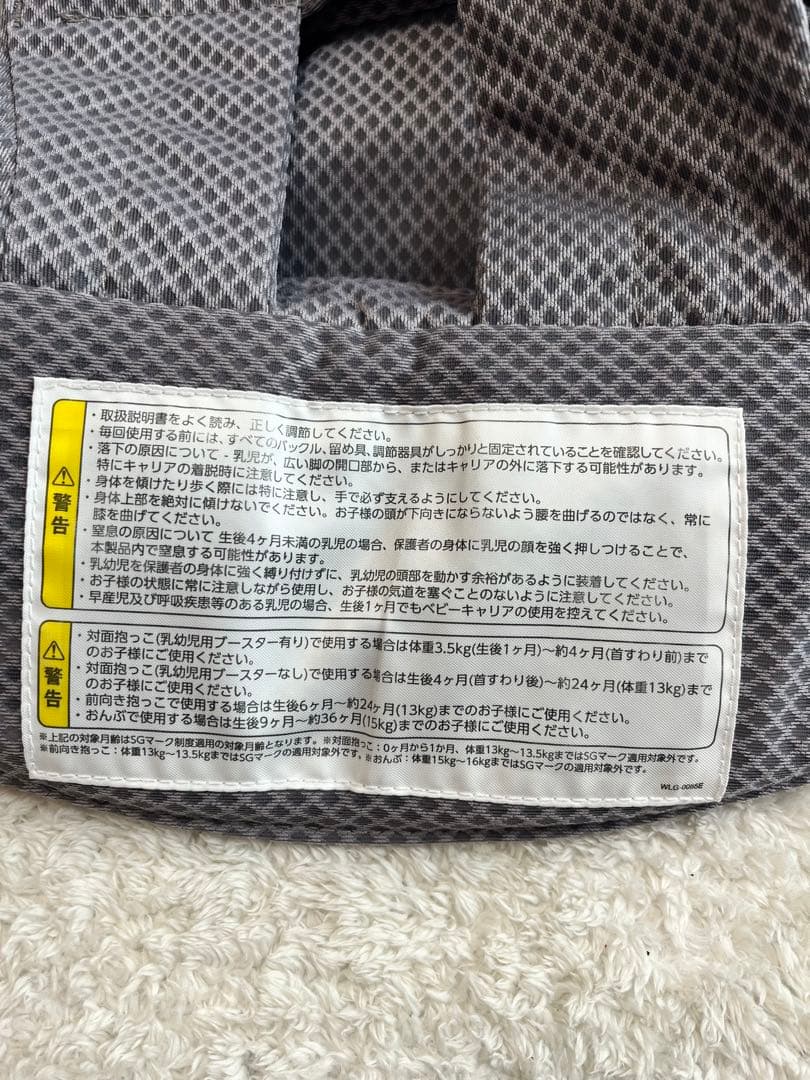 ・取扱説明書をよく読み、正しく調節してください。
・毎回使用する前には、すべてのバックル、留め具、調節器具がしっかりと固定されていることを確認してください。
・落下の原因について - 乳児が、広い脚の開口部から、またはキャリアの外に落下する可能性があります。
特にキャリアの着脱時に注意してください。
・身体を傾けたり歩く際には特に注意し、手で必ず支えるようにしてください。
・身体上部を絶対に傾けないでください。お子様の頭が下向きにならないよう腰を曲げるのではなく、常に
膝を曲げてください。
・窒息の原因について 生後4ヶ月未満の乳児の場合、保護者の身体に乳児の顔を強く押しつけることで、
本製品内で窒息する可能性があります。
・乳幼児を保護者の身体に強く縛り付けずに、乳幼児の頭部を動かす余裕があるように装着してください。
・お子様の状態に常に注意しながら使用し、お子様の気道を塞ぐことのないように注意してください。
・早産児及び呼吸疾患等のある乳児の場合、生後1ヶ月でもベビーキャリアの使用を控えてください。
警告
・対面抱っこ(乳幼児用ブースター有り)で使用する場合は体重3.5kg(生後1ヶ月)〜約4ヶ月(首すわり前)まで
のお子様にご使用ください。
・対面抱っこ(乳幼児用ブースターなし)で使用する場合は生後4ヶ月(首すわり後)〜約24ヶ月(体重13kg)まで
のお子様にご使用ください。
・前向き抱っこで使用する場合は生後6ヶ月〜約24ヶ月(13kg)までのお子様にご使用ください。
・おんぶで使用する場合は生後9ヶ月〜約36ヶ月(15kg)までのお子様にご使用ください。
警告
※上記の対象月齢はSGマーク制度適用の対象月齢となります。※対面抱っこ：0ヶ月から1か月、体重13kg〜13.5kgまではSGマーク適用対象外です。
※前向き抱っこ：体重13kg〜13.5kgまではSGマークの適用対象外です。※おんぶ：体重15kg〜16kgまではSGマークの適用対象外です。
WLG-0085E